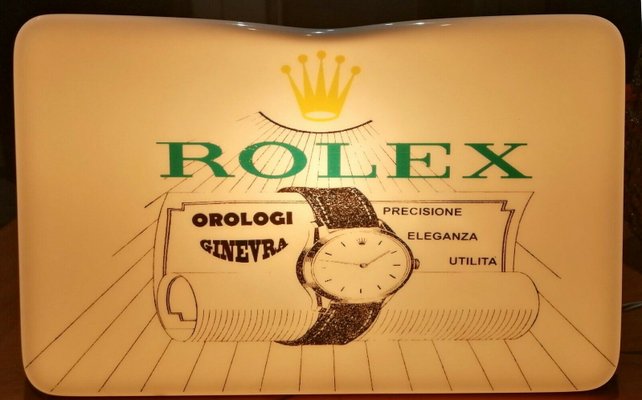 ROLEX
OROLOGI
GINEVRA
PRECISIONE
ELEGANZA
UTILITA